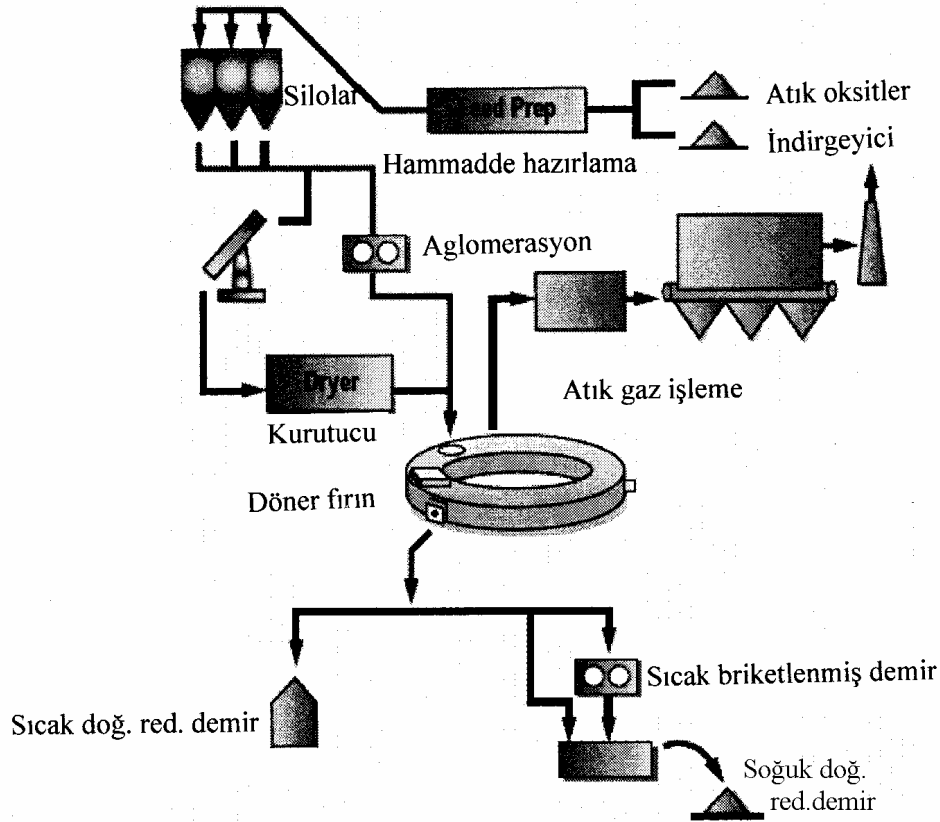 Silolar
Feed Prep
Hammadde hazırlama
Atık oksitler
İndirgeyici
Aglomerasyon
Dryer
Kurutucu
Atık gaz işleme
Döner fırın
Sıcak doğ. red. demir
Sıcak briketlenmiş demir
Soğuk doğ.
red.demir